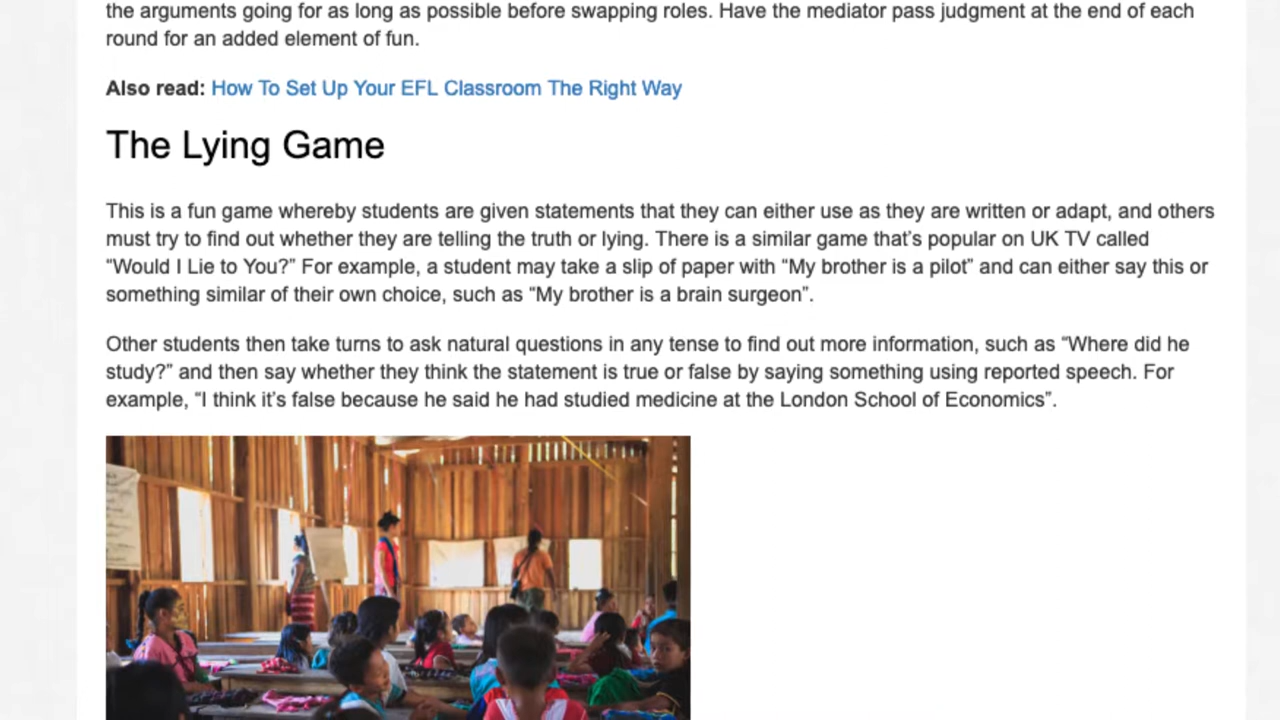 the arguments going for as long as possible before swapping roles. Have the mediator pass judgment at the end of each
round for an added element of fun.
Also read: How To Set Up Your EFL Classroom The Right Way
The Lying Game
This is a fun game whereby students are given statements that they can either use as they are written or adapt, and others
must try to find out whether they are telling the truth or lying. There is a similar game that’s popular on UK TV called
“Would I Lie to You?” For example, a student may take a slip of paper with “My brother is a pilot” and can either say this or
something similar of their own choice, such as “My brother is a brain surgeon”.
Other students then take turns to ask natural questions in any tense to find out more information, such as “Where did he
study?” and then say whether they think the statement is true or false by saying something using reported speech. For
example, “I think it’s false because he said he had studied medicine at the London School of Economics”.